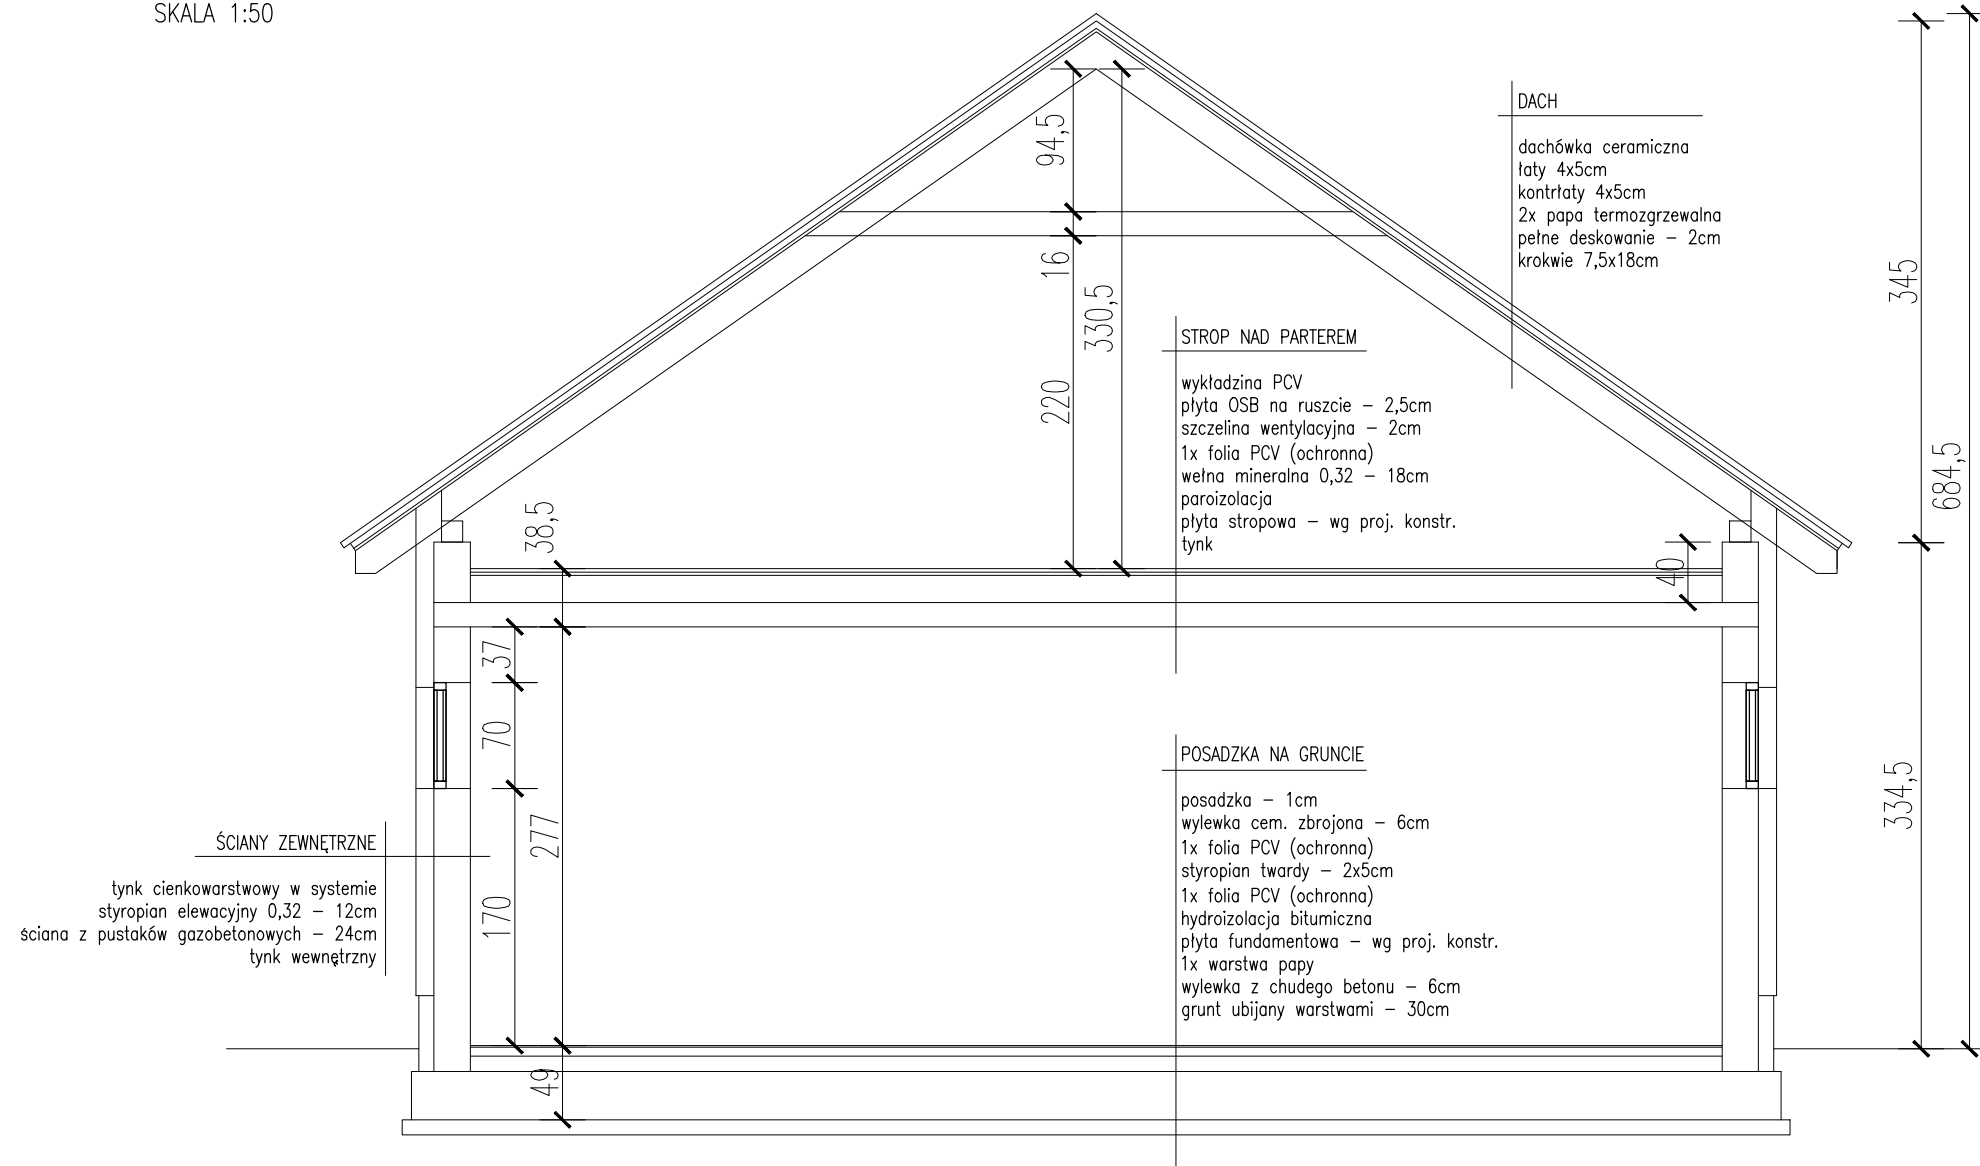 SKALA 1:50
DACH
dachówka ceramiczna
łaty 4x5cm
kontrłaty 4x5cm
2x papa termozgrzewalna
pełne deskowanie – 2cm
krokwie 7,5x18cm
94,5
16
330,5
220
345
684,5
STROP NAD PARTEREM
wykładzina PCV
płyta OSB na ruszcie – 2,5cm
szczelina wentylacyjna – 2cm
1x folia PCV (ochronna)
wełna mineralna 0,32 – 18cm
paroizolacja
płyta stropowa – wg proj. konstr.
tynk
38,5
40
37
70
277
170
334,5
POSADZKA NA GRUNCIE
posadzka – 1cm
wylewka cem. zbrojona – 6cm
1x folia PCV (ochronna)
styropian twardy – 2x5cm
1x folia PCV (ochronna)
hydroizolacja bitumiczna
płyta fundamentowa – wg proj. konstr.
1x warstwa papy
wylewka z chudego betonu – 6cm
grunt ubijany warstwami – 30cm
ŚCIANY ZEWNĘTRZNE
tynk cienkowarstwowy w systemie
styropian elewacyjny 0,32 – 12cm
ściana z pustaków gazobetonowych – 24cm
tynk wewnętrzny
49